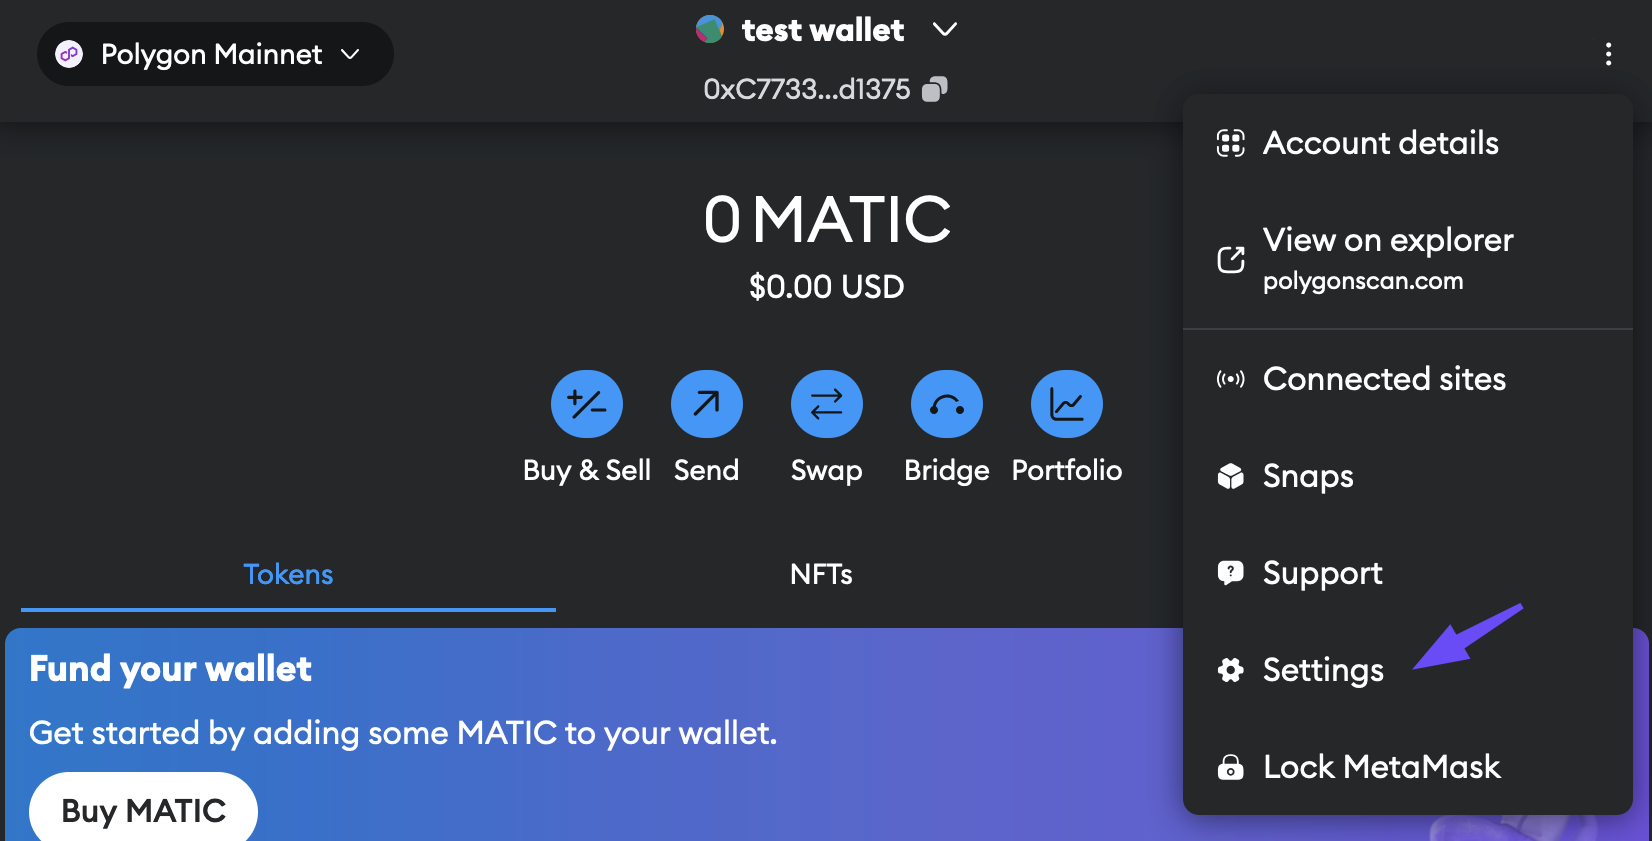 Polygon Mainnet
test wallet
0xC7733...d1375
0 MATIC
$0.00 USD
Buy & Sell
Send
Swap
Bridge
Portfolio
Tokens
NFTs
Fund your wallet
Get started by adding some MATIC to your wallet.
Buy MATIC
Account details
View on explorer
polygonscan.com
Connected sites
Snaps
Support
Settings
Lock MetaMask